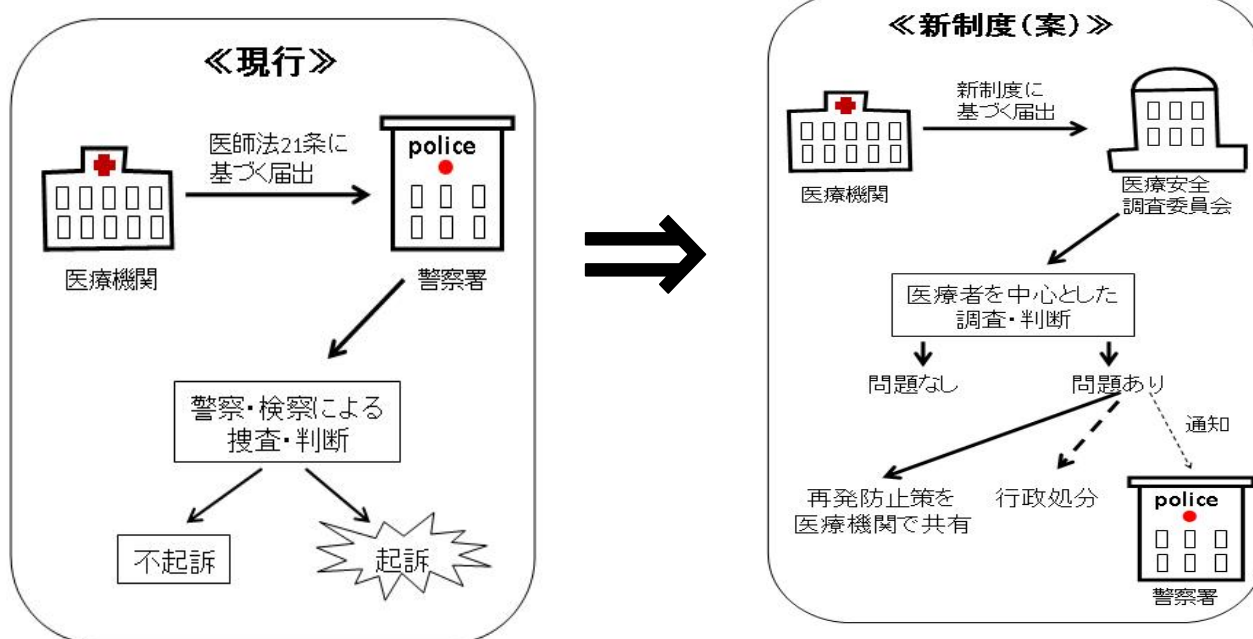 ≪現行≫
医師法21条に
基づく届出
police
医療機関
警察署
警察・検察による
捜査・判断
不起訴
起訴
≪新制度(案)≫
新制度に
基づく届出
医療機関
医療安全
調査委員会
医療者を中心とした
調査・判断
問題なし
問題あり
通知
再発防止策を
医療機関で共有
行政処分
police
警察署